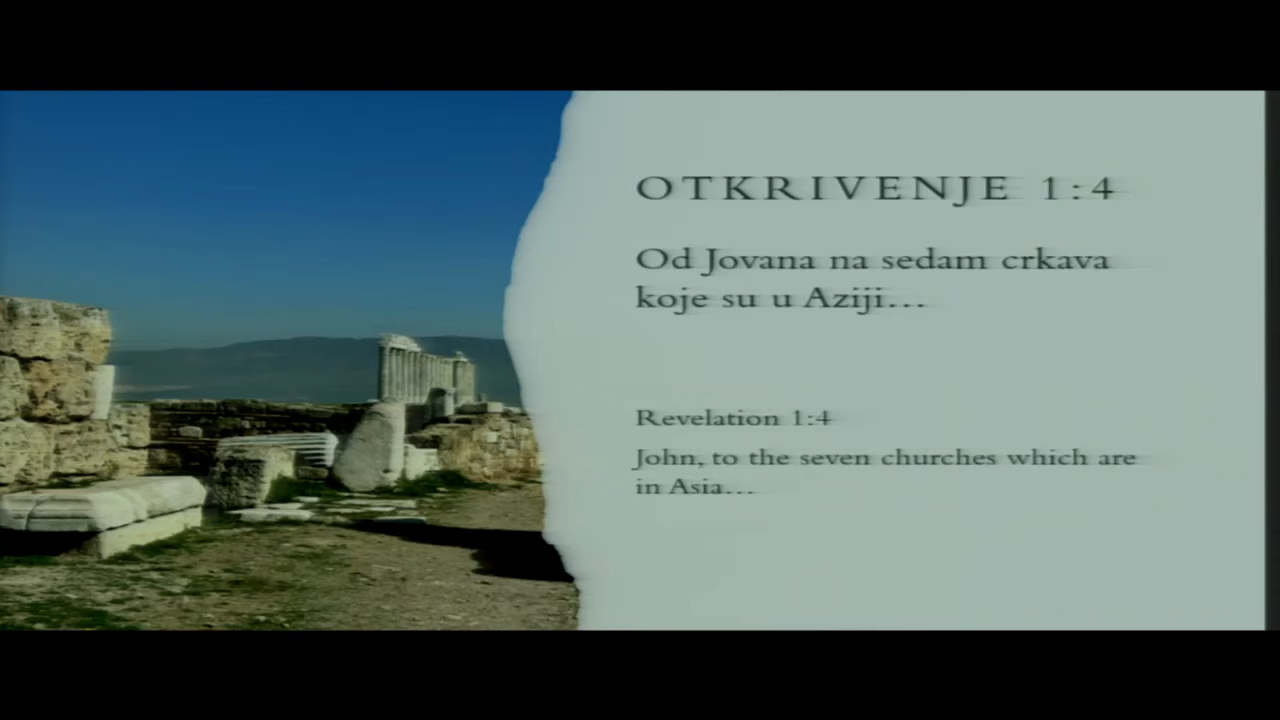 OTKRIVENJE 1:4
Od Jovana na sedam crkava
koje su u Aziji...
Revelation 1:4
John, to the seven churches which are
in Asia...